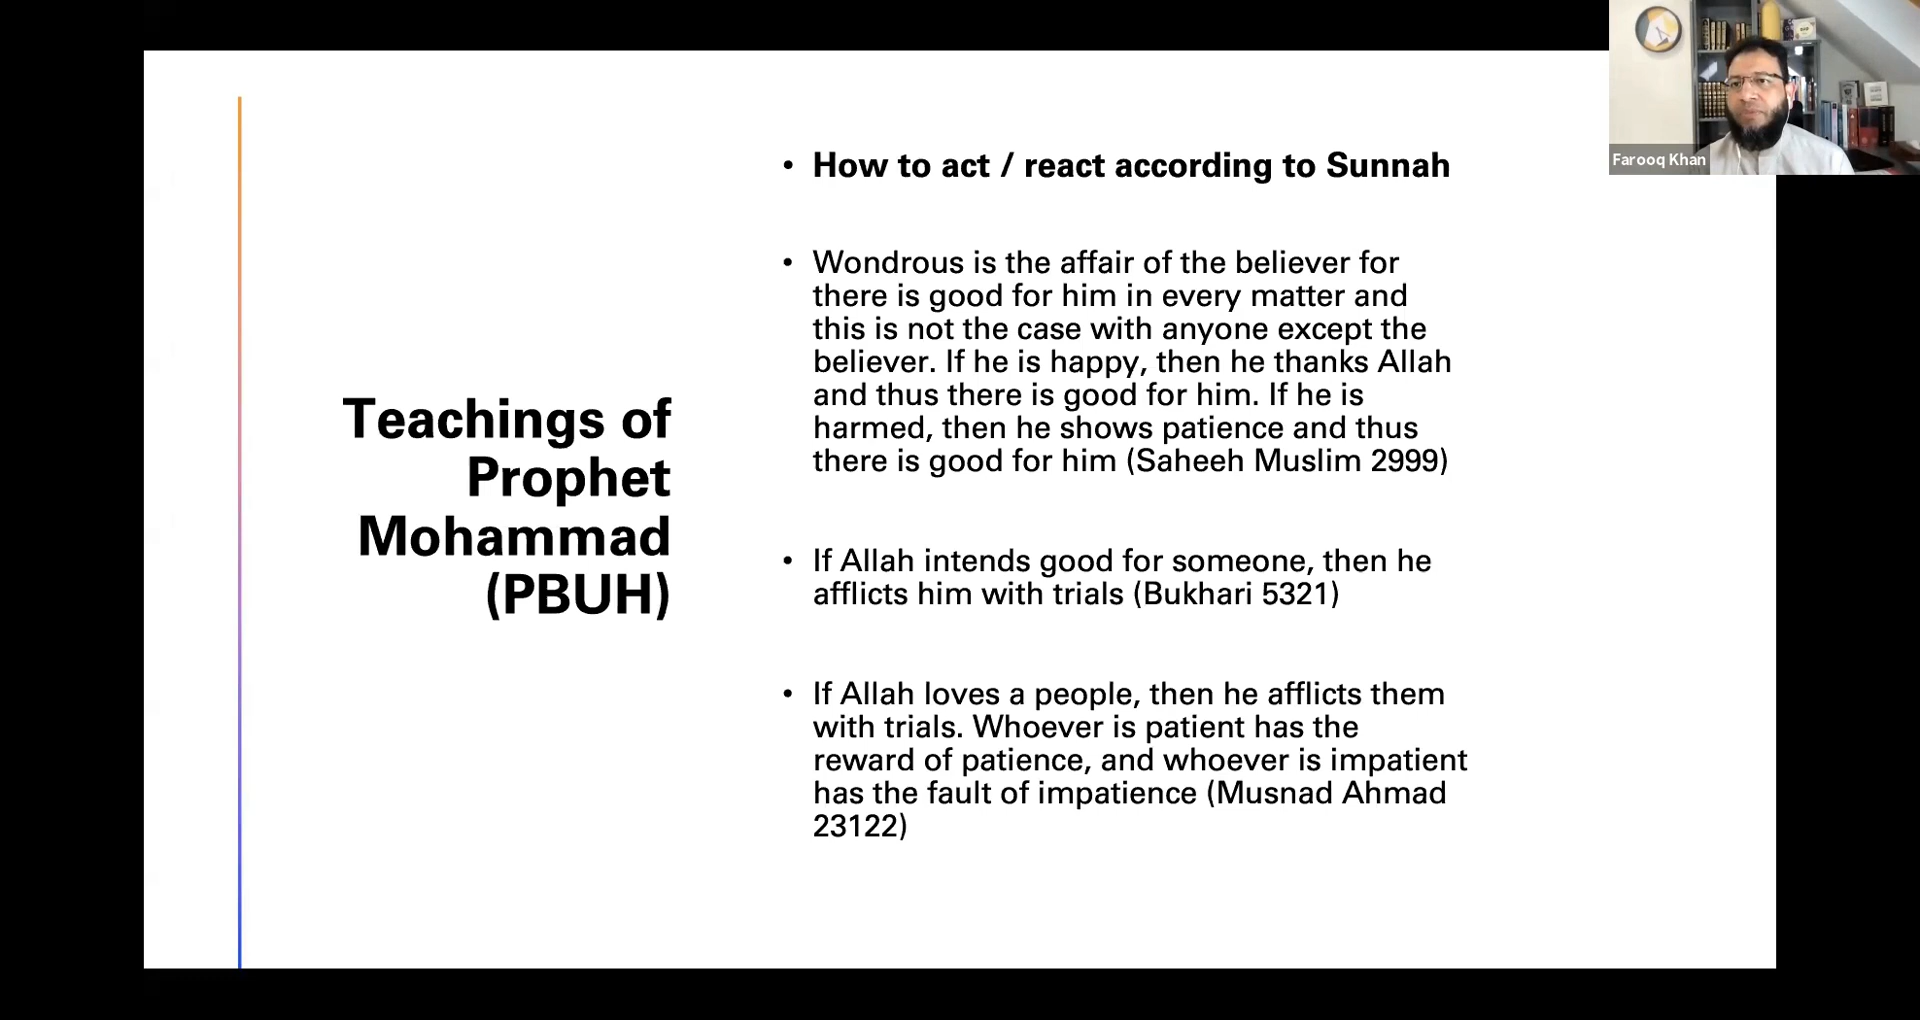 Teachings of
Prophet
Mohammad
(PBUH)
• How to act / react according to Sunnah
• Wondrous is the affair of the believer for
there is good for him in every matter and
this is not the case with anyone except the
believer. If he is happy, then he thanks Allah
and thus there is good for him. If he is
harmed, then he shows patience and thus
there is good for him (Saheeh Muslim 2999)
• If Allah intends good for someone, then he
afflicts him with trials (Bukhari 5321)
• If Allah loves a people, then he afflicts them
with trials. Whoever is patient has the
reward of patience, and whoever is impatient
has the fault of impatience (Musnad Ahmad
23122)
Farooq Khan